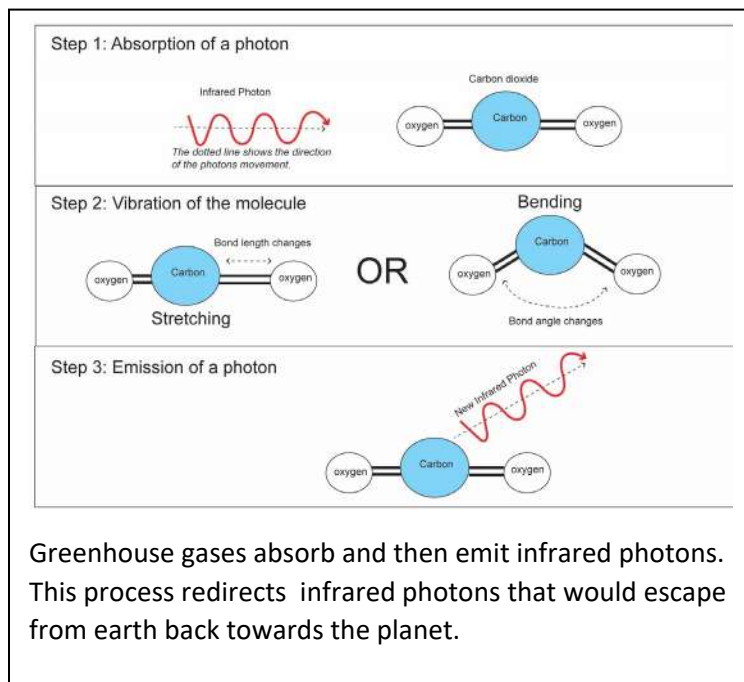 Step 1: Absorption of a photon
Carbon dioxide
Infrared Photon
oxygen
Carbon
oxygen
The dotted line shows the direction
of the photons movement.
Step 2: Vibration of the molecule
Bending
Bond length changes
Carbon
oxygen
Carbon
oxygen
OR
oxygen
oxygen
Stretching
Bond angle changes
Step 3: Emission of a photon
New Infrared Photon
oxygen
Carbon
oxygen
Greenhouse gases absorb and then emit infrared photons.
This process redirects infrared photons that would escape
from earth back towards the planet.